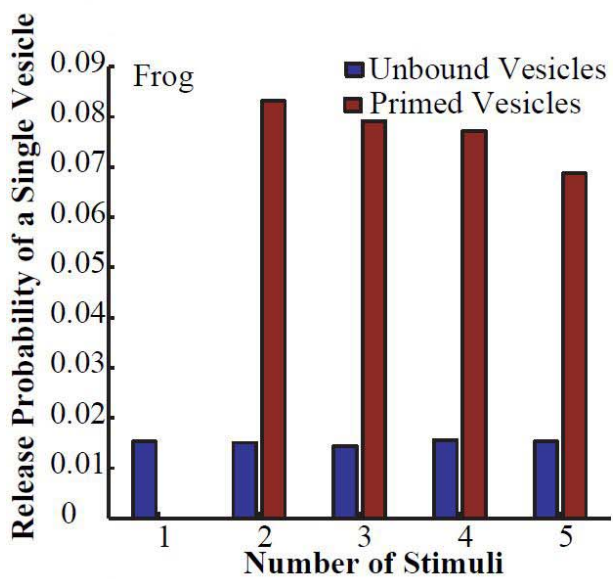 Release Probability of a Single Vesicle
0.09
0.08
0.07
0.06
0.05
0.04
0.03
0.02
0.01
0
Frog
Unbound Vesicles
Primed Vesicles
1 2 3 4 5
Number of Stimuli